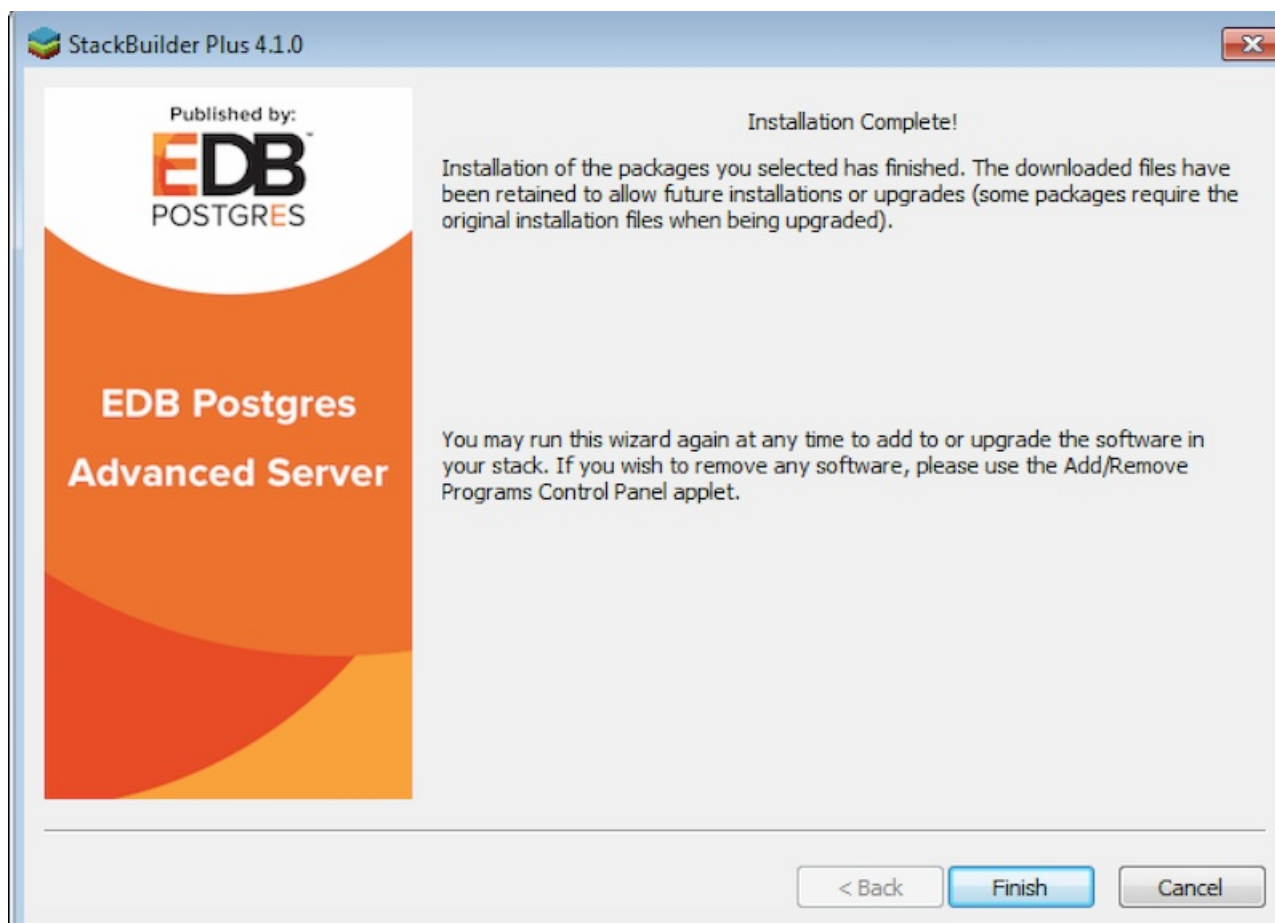 StackBuilder Plus 4.1.0
Published by:
EDB™
POSTGRES
EDB Postgres
Advanced Server
Installation Complete!
Installation of the packages you selected has finished. The downloaded files have
been retained to allow future installations or upgrades (some packages require the
original installation files when being upgraded).
You may run this wizard again at any time to add to or upgrade the software in
your stack. If you wish to remove any software, please use the Add/Remove
Programs Control Panel applet.
< Back
Finish
Cancel